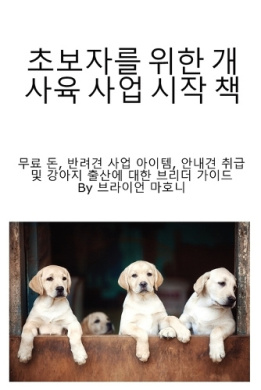 초보자를 위한 개
사육 사업 시작 책
무료 돈, 반려견 사업 아이템, 안내견 취급
및 강아지 출산에 대한 브리더 가이드
By 브라이언 마호니